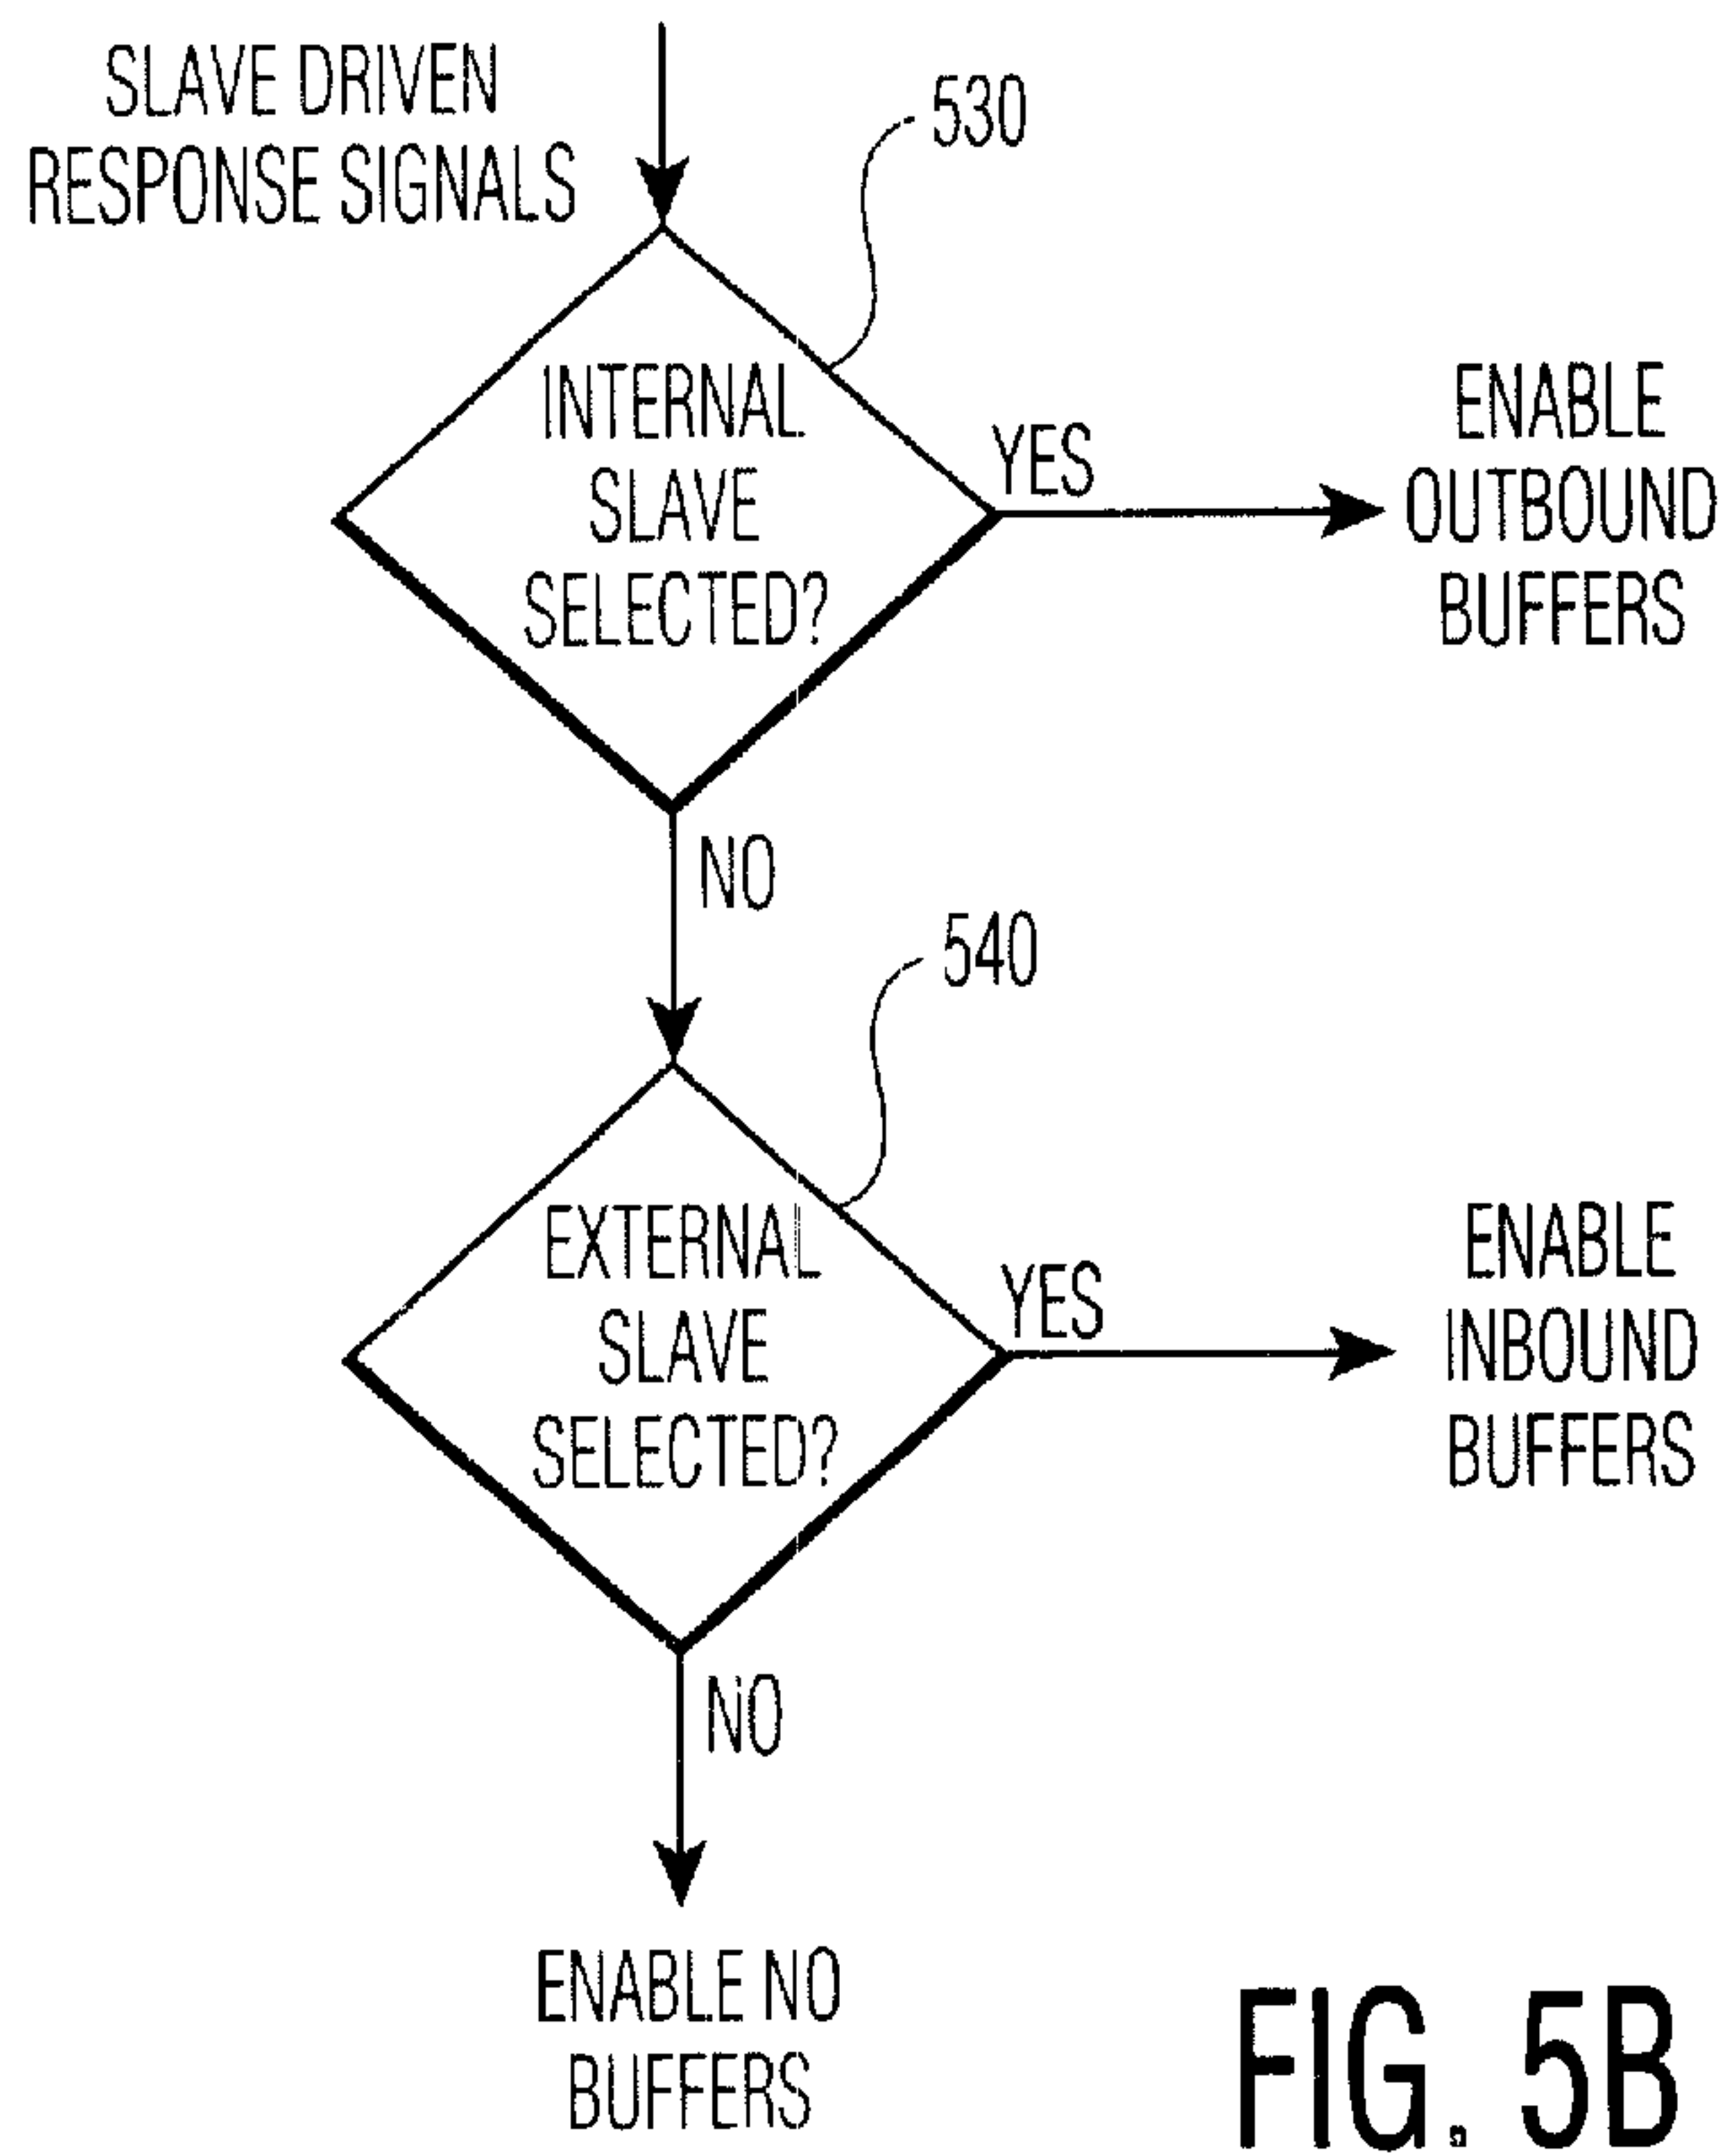 SLAVE DRIVEN
RESPONSE SIGNALS
530
INTERNAL
SLAVE
SELECTED?
YES
ENABLE
OUTBOUND
BUFFERS
NO
540
EXTERNAL
SLAVE
SELECTED?
YES
ENABLE
INBOUND
BUFFERS
NO
ENABLE NO
BUFFERS
FIG. 5B